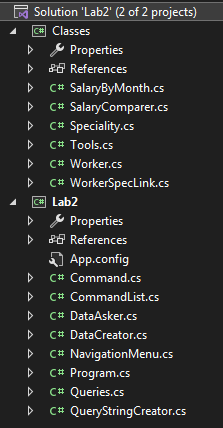 Solution 'Lab2' (2 of 2 projects)
Classes
Properties
References
C# SalaryByMonth.cs
C# SalaryComparer.cs
C# Speciality.cs
C# Tools.cs
C# Worker.cs
C# WorkerSpecLink.cs
Lab2
Properties
References
App.config
C# Command.cs
C# CommandList.cs
C# DataAsker.cs
C# DataCreator.cs
C# NavigationMenu.cs
C# Program.cs
C# Queries.cs
C# QueryStringCreator.cs